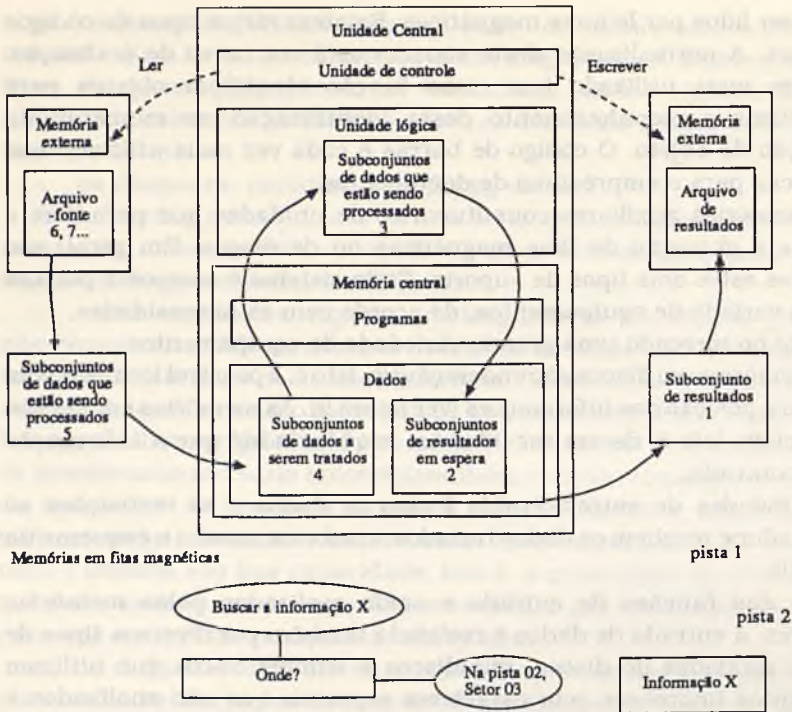 Unidade Central
Ler
Unidade de controle
Escrever
Memória
externa
Arquivo
-fonte
6, 7...
Unidade lógica
Subconjuntos
de dados que
estão sendo
processados
3
Memória
externa
Arquivo
de
resultados
Memória central
Programas
Subconjuntos
de dados que
estão sendo
processados
5
Dados
Subconjuntos
de dados a
serem tratados
4
Subconjuntos
de resultados
em espera
2
Subconjunto
de resultados
1
Memórias em fitas magnéticas
pista 1
Buscar a informação X
pista 2
Onde?
Na pista 02,
Setor 03
Informação X